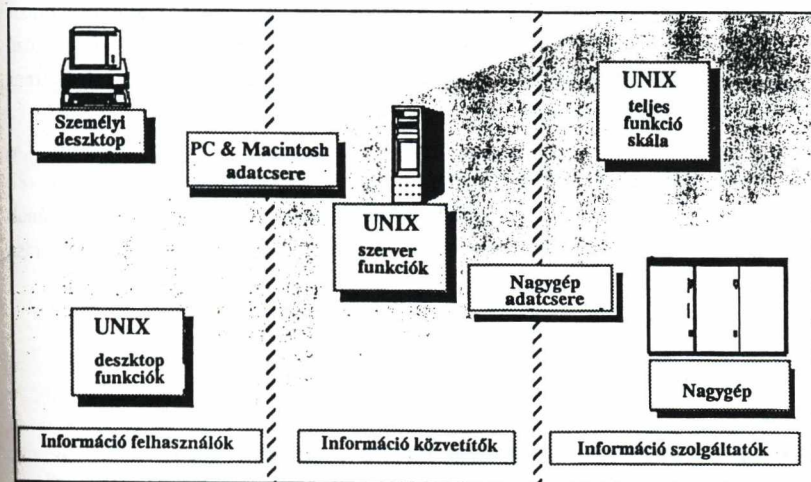 Személyi
deszktop
PC & Macintosh
adatcsere
UNIX
szerver
funkciók
UNIX
teljes
funkció
skála
Nagygép
adatcsere
UNIX
deszktop
funkciók
Nagygép
Információ felhasználók
Információ közvetítők
Információ szolgáltatók